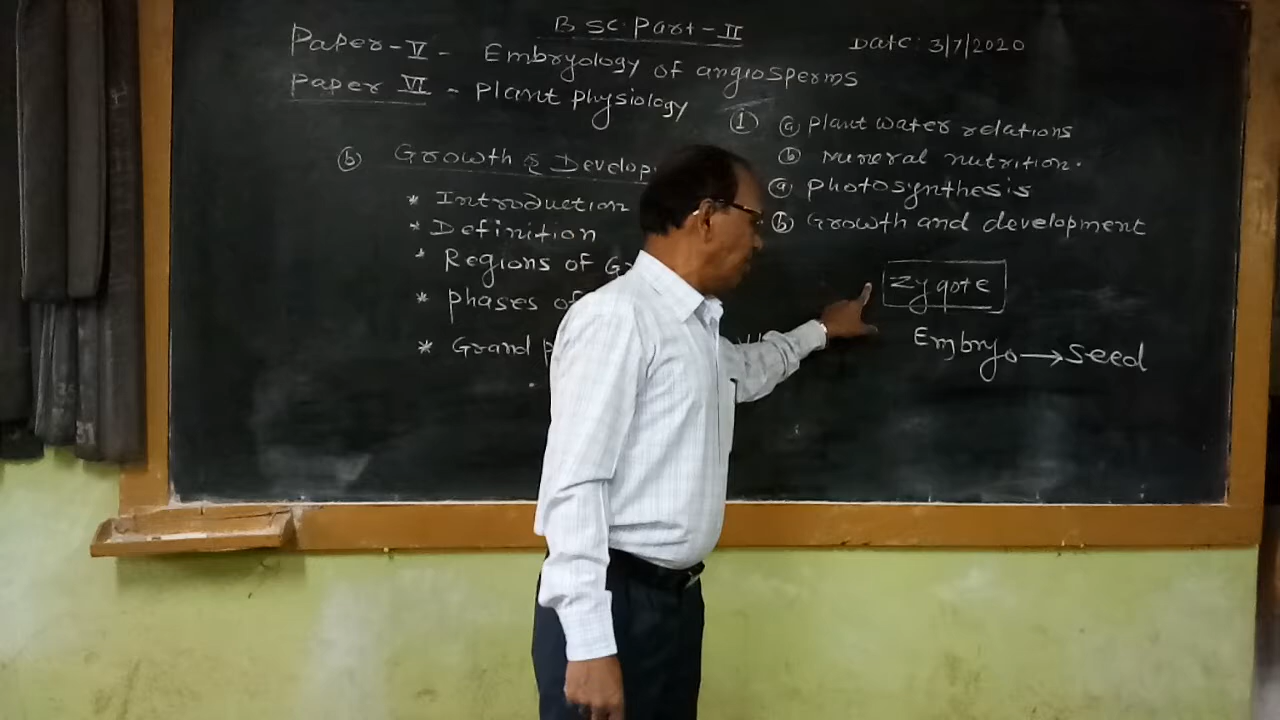 B.Sc. Part-II
Date: 3/7/2020
Paper-V - Embryology of angiosperms
Paper VI - Plant physiology
① ⓐ Plant water relations
ⓑ Mineral nutrition.
ⓐ Photosynthesis
ⓑ Growth and development
ⓑ Growth & Develop
* Introduction
* Definition
* Regions of G
* Phases of
* Grand p
Zygote
Embryo → Seed